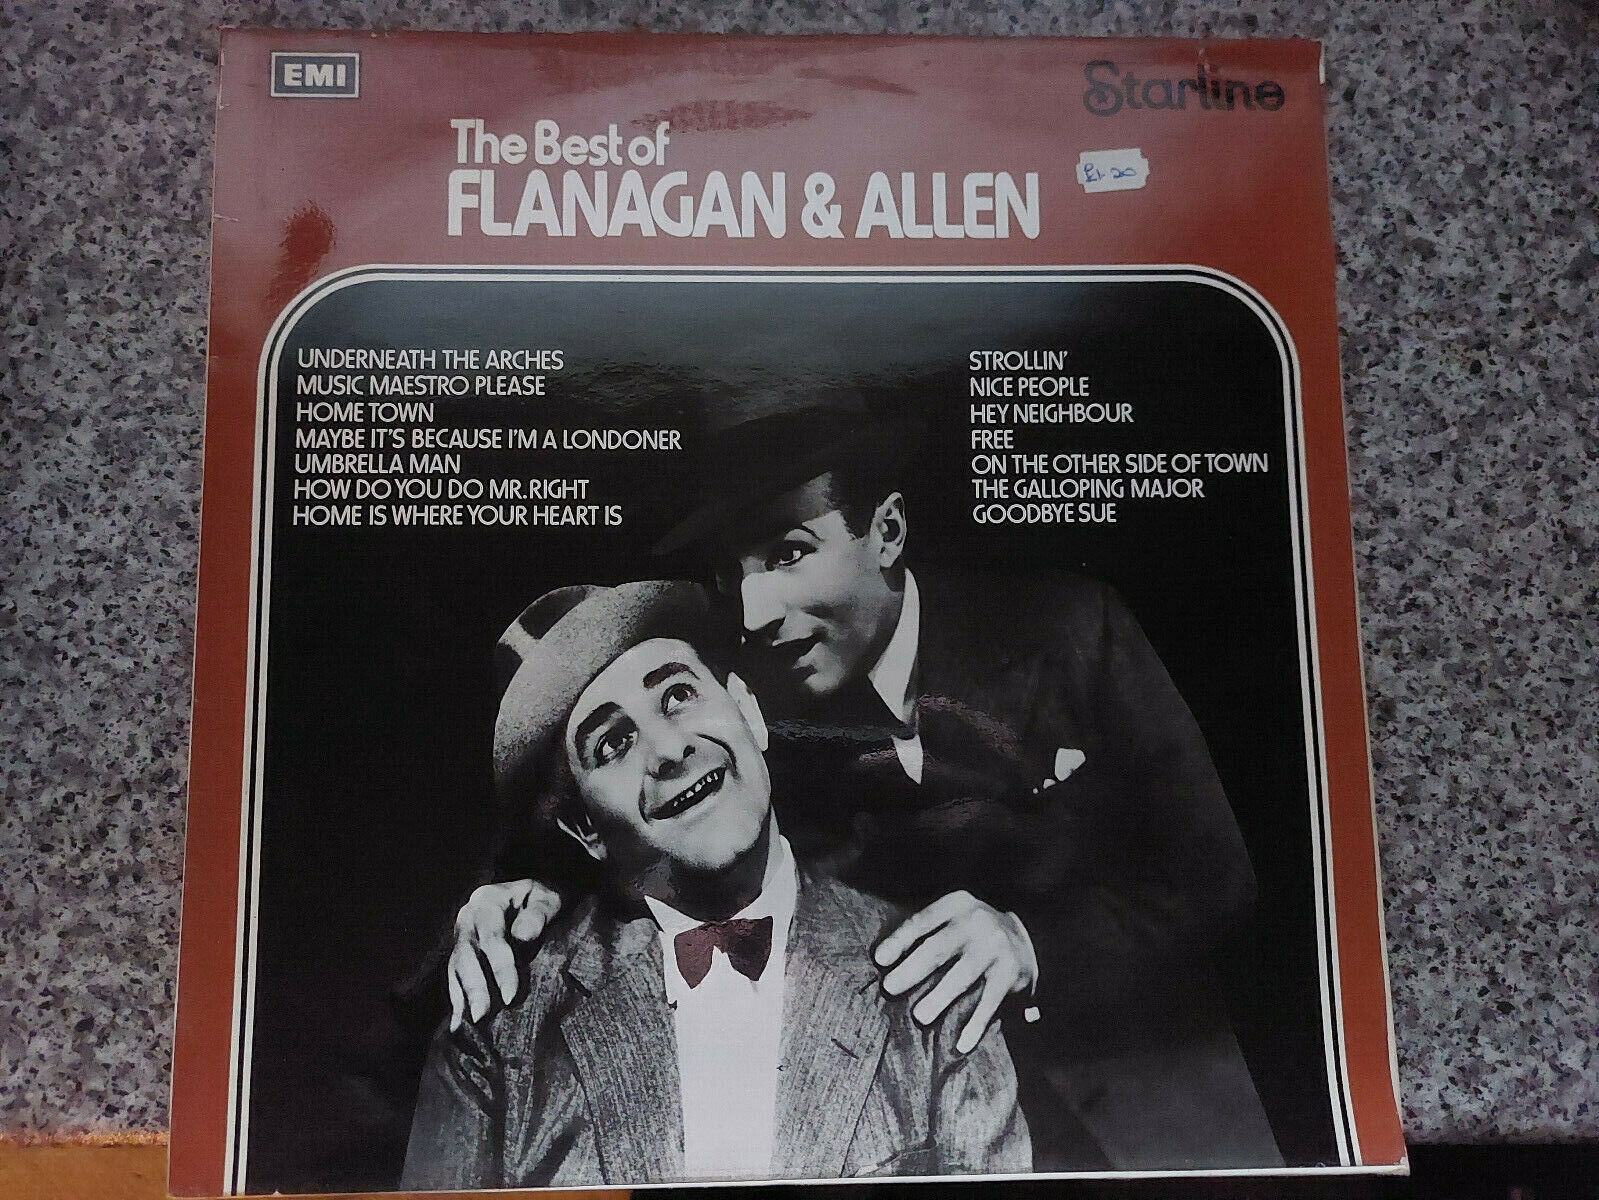 EMI
Starline
The Best of
FLANAGAN & ALLEN
£1.20
UNDERNEATH THE ARCHES
MUSIC MAESTRO PLEASE
HOME TOWN
MAYBE IT'S BECAUSE I'M A LONDONER
UMBRELLA MAN
HOW DO YOU DO MR. RIGHT
HOME IS WHERE YOUR HEART IS
STROLLIN'
NICE PEOPLE
HEY NEIGHBOUR
FREE
ON THE OTHER SIDE OF TOWN
THE GALLOPING MAJOR
GOODBYE SUE